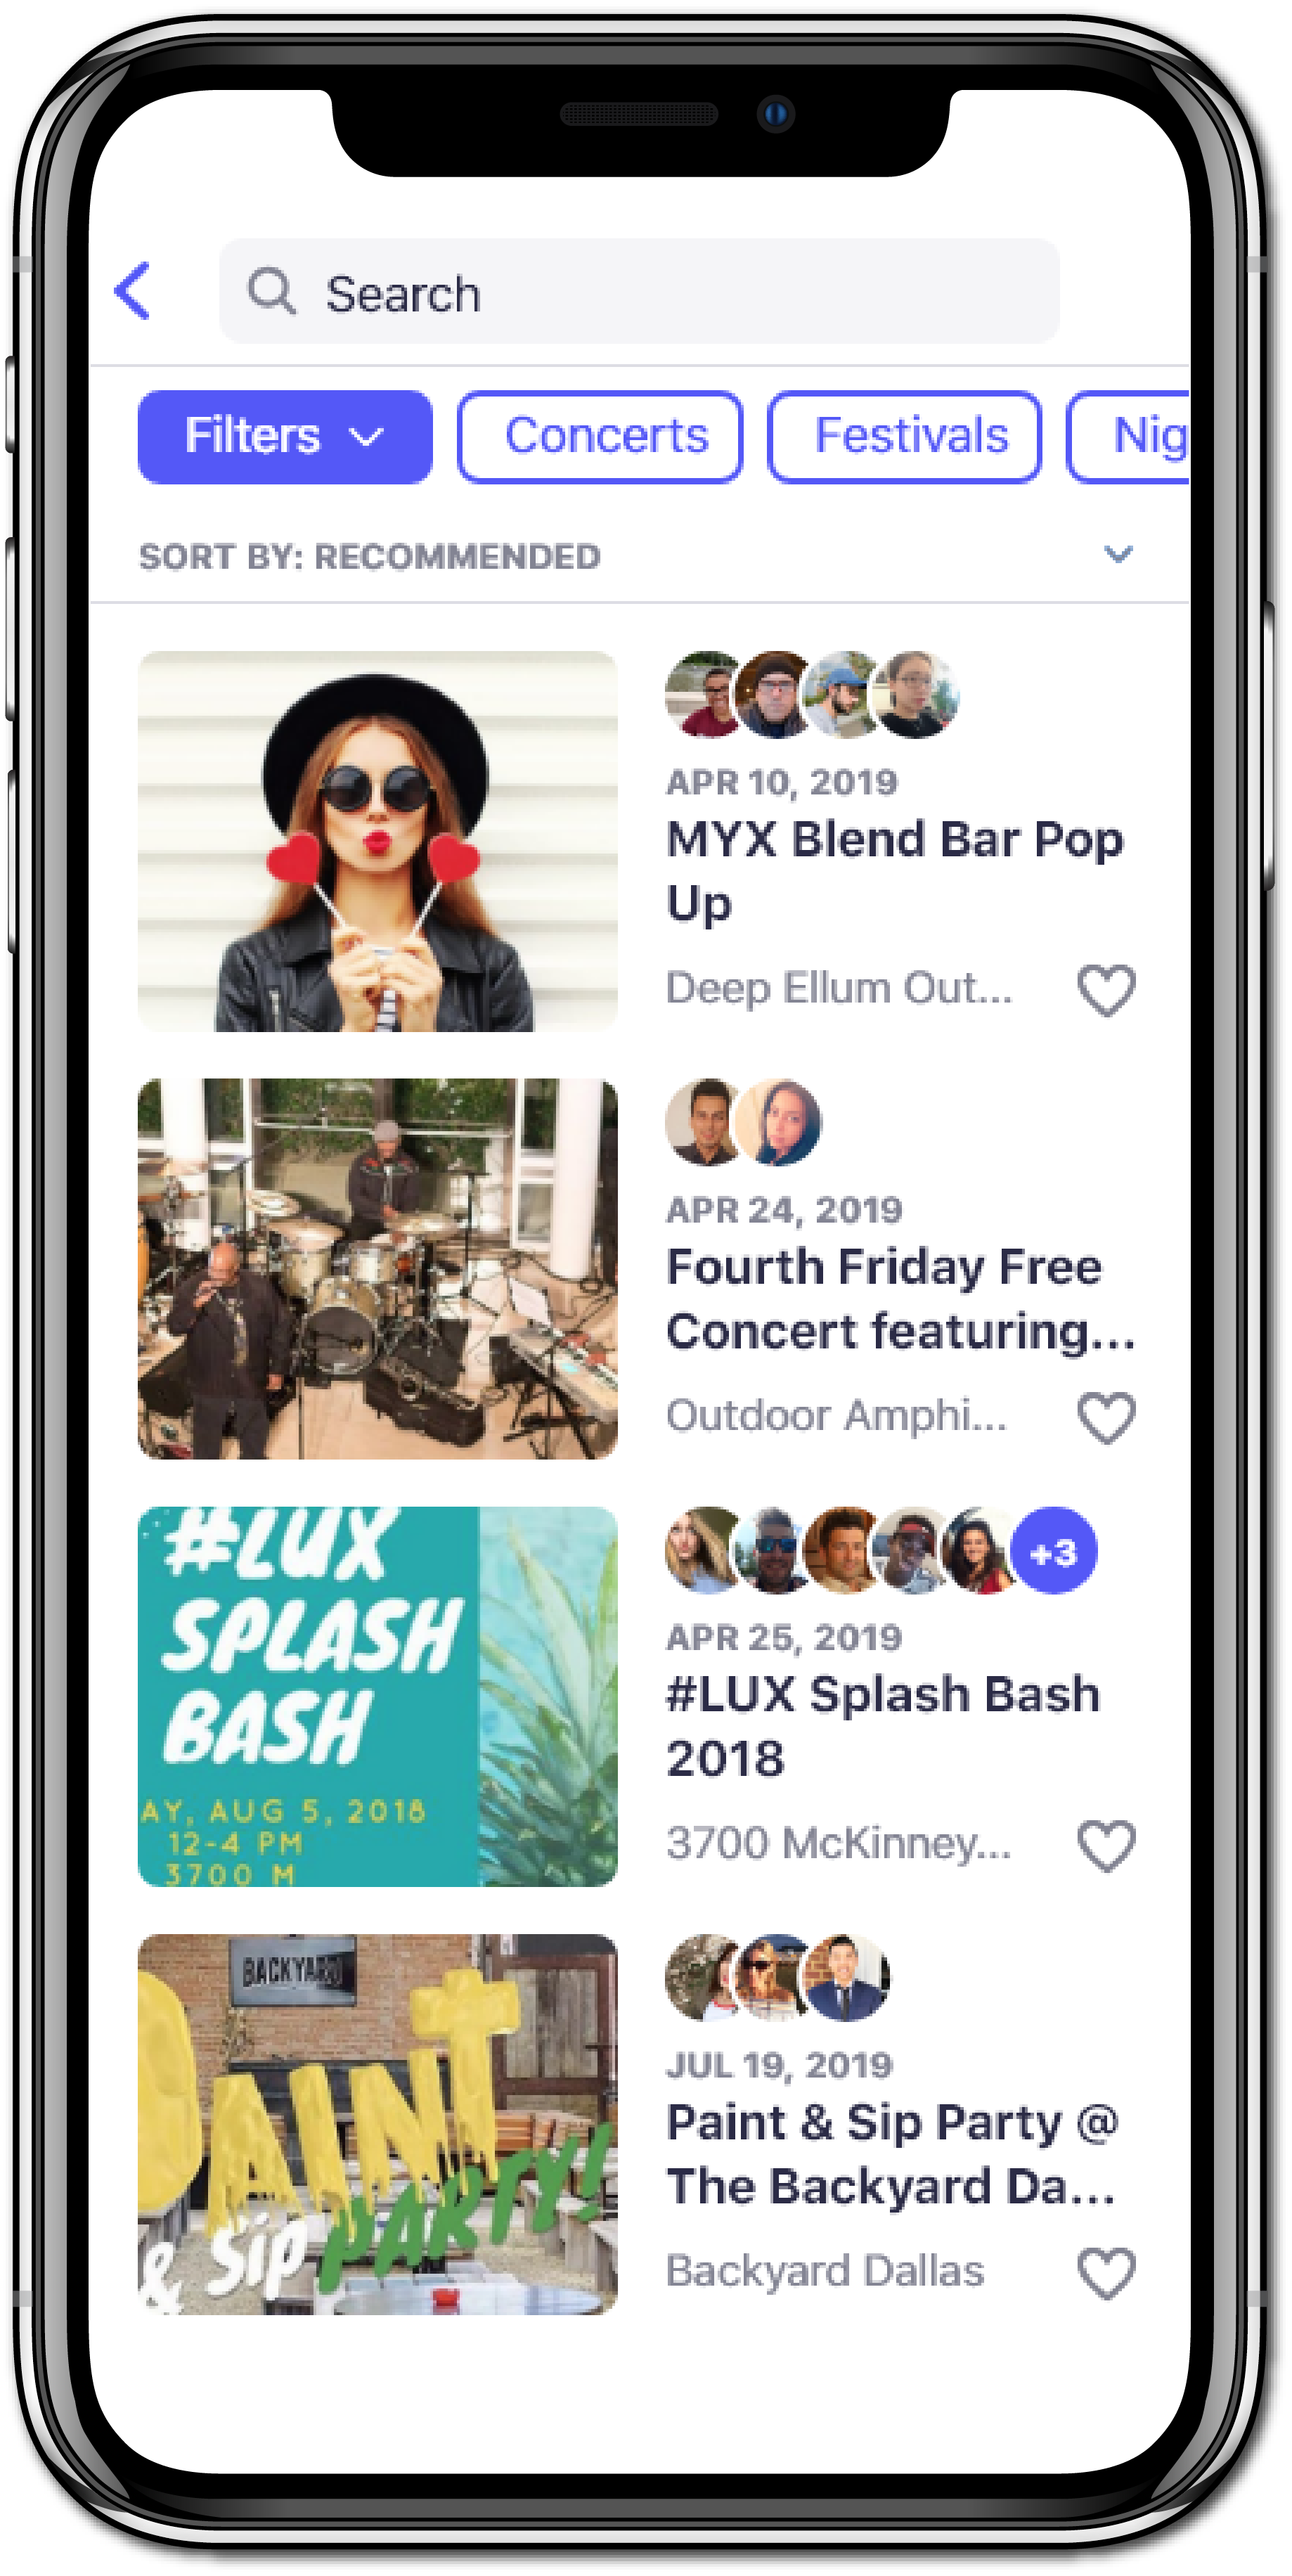 Search
Filters
Concerts
Festivals
Nig
SORT BY: RECOMMENDED
APR 10, 2019
MYX Blend Bar Pop
Up
Deep Ellum Out...
APR 24, 2019
Fourth Friday Free
Concert featuring...
Outdoor Amphi...
#LUX
SPLASH
BASH
AY, AUG 5, 2018
12-4 PM
3700 M
+3
APR 25, 2019
#LUX Splash Bash
2018
3700 McKinney...
BACKYARD
PAINT
& Sip PARTY!
JUL 19, 2019
Paint & Sip Party @
The Backyard Da...
Backyard Dallas